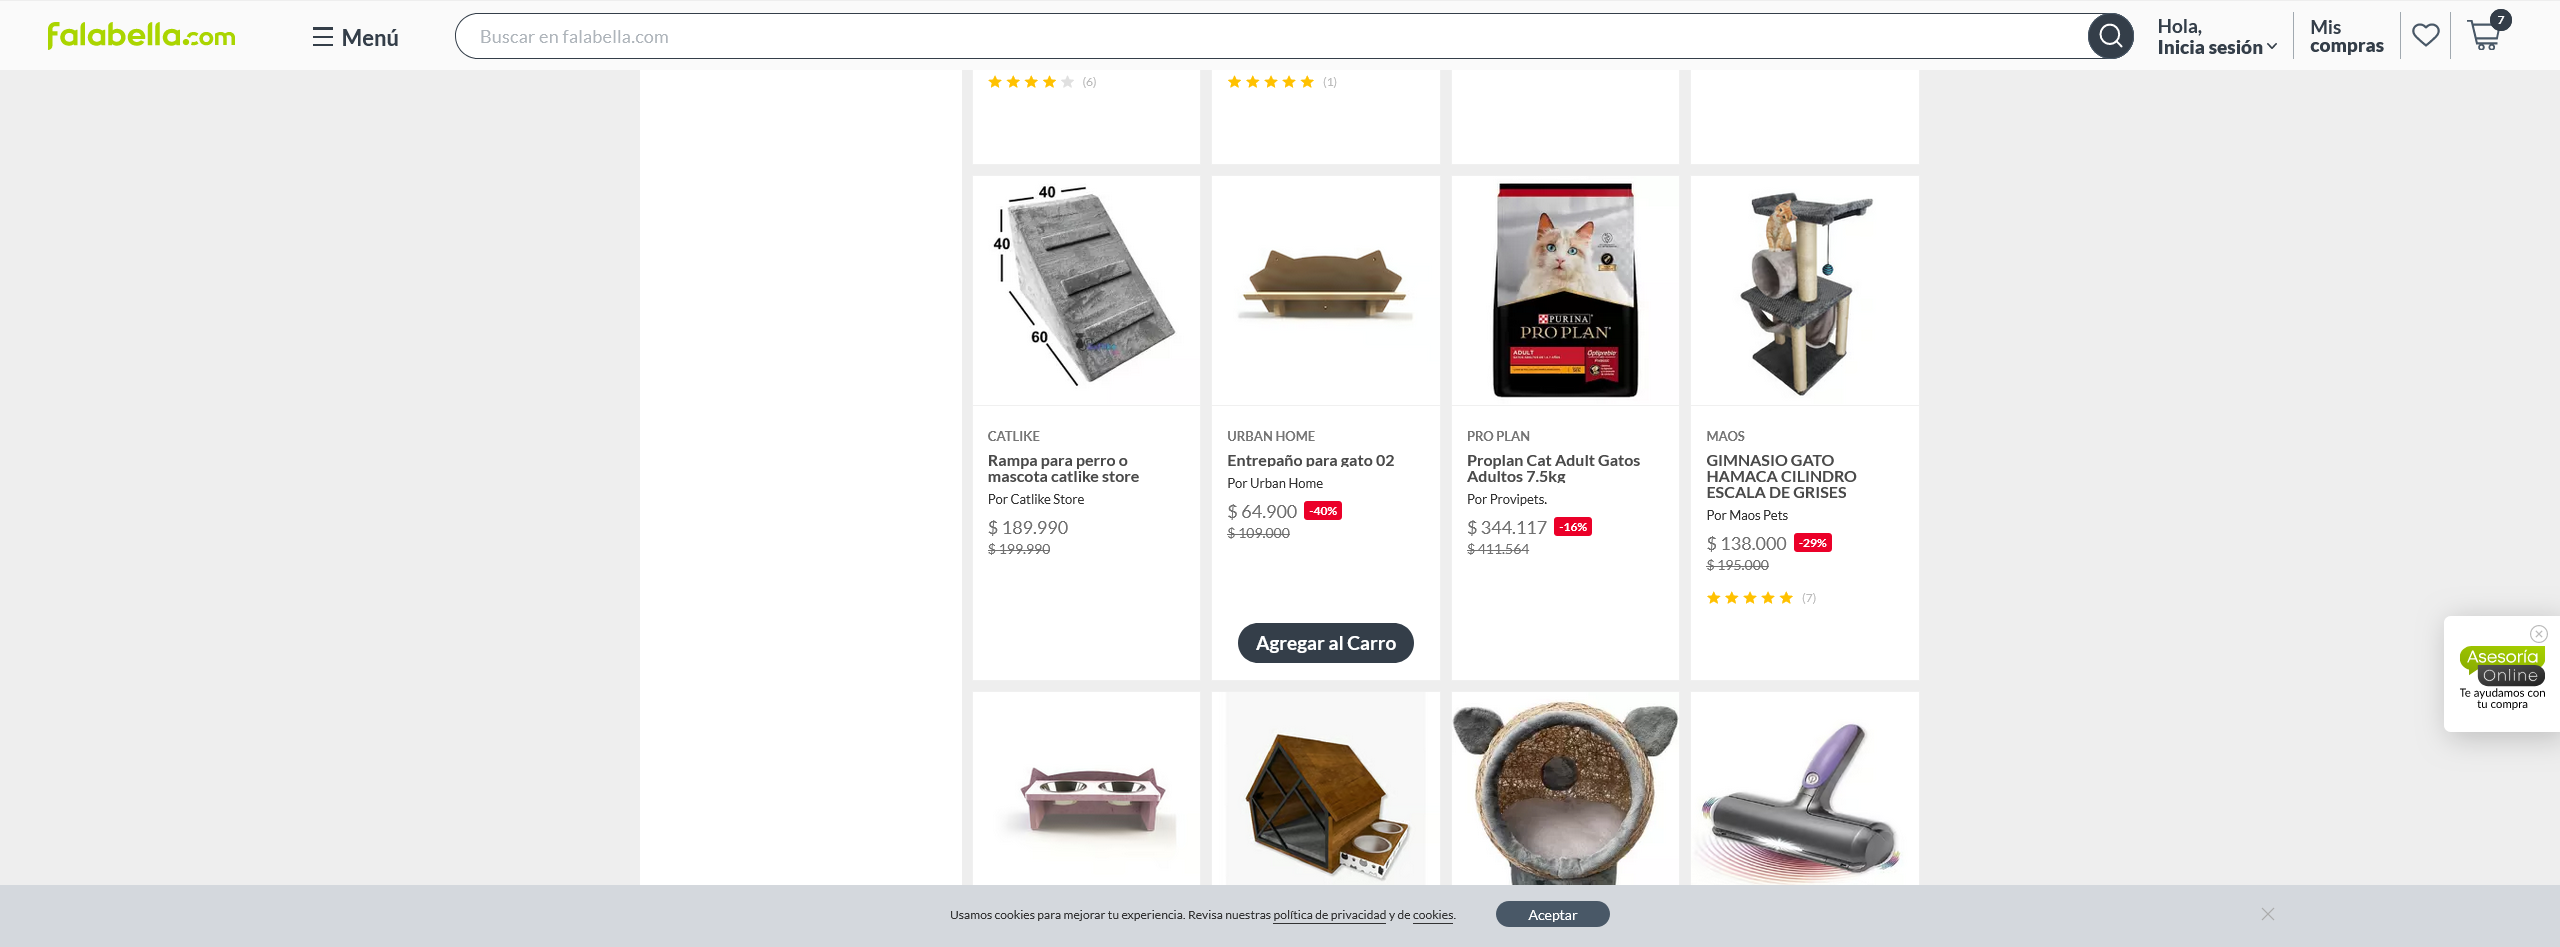 falabella.com
Menú
Buscar en falabella.com
Hola,
Inicia sesión
Mis
compras
7
(6)
(1)
40
40
60
PURINA
PRO PLAN
ADULT
Optiprebio
CATLIKE
Rampa para perro o
mascota catlike store
Por Catlike Store
$ 189.990
$ 199.990
URBAN HOME
Entrepaño para gato 02
Por Urban Home
$ 64.900 -40%
$ 109.000
Agregar al Carro
PRO PLAN
Proplan Cat Adult Gatos
Adultos 7.5kg
Por Provipets.
$ 344.117 -16%
$ 411.564
MAOS
GIMNASIO GATO
HAMACA CILINDRO
ESCALA DE GRISES
Por Maos Pets
$ 138.000 -29%
$ 195.000
(7)
Asesoría
Online
Te ayudamos con
tu compra
Usamos cookies para mejorar tu experiencia. Revisa nuestras política de privacidad y de cookies.
Aceptar